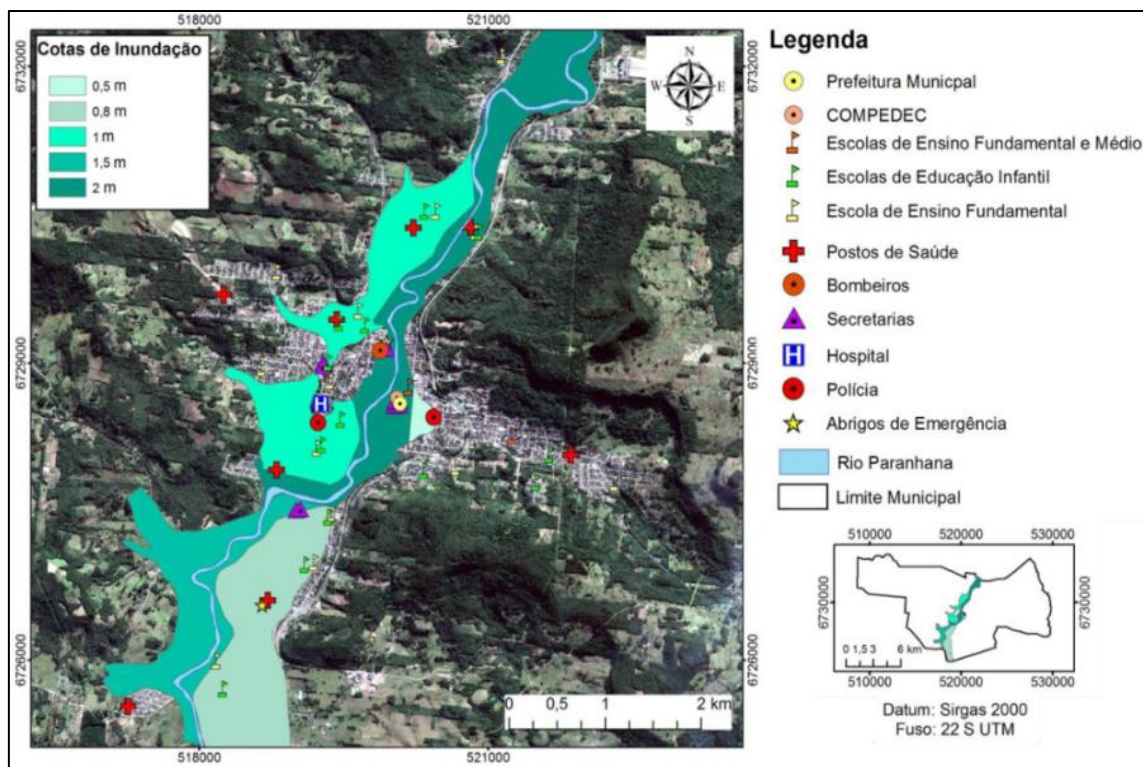 518000
521000
6732000
6732000
Cotas de Inundação
0,5 m
0,8 m
1 m
1,5 m
2 m
N
W E
S
6729000
6729000
H
6726000
6726000
0 0,5 1 2 km
518000
521000
Legenda
Prefeitura Municpal
COMPEDEC
Escolas de Ensino Fundamental e Médio
Escolas de Educação Infantil
Escola de Ensino Fundamental
Postos de Saúde
Bombeiros
Secretarias
H Hospital
Polícia
Abrigos de Emergência
Rio Paranhana
Limite Municipal
510000 520000 530000
6730000
6730000
0 1,5 3 6 km
510000 520000 530000
Datum: Sirgas 2000
Fuso: 22 S UTM